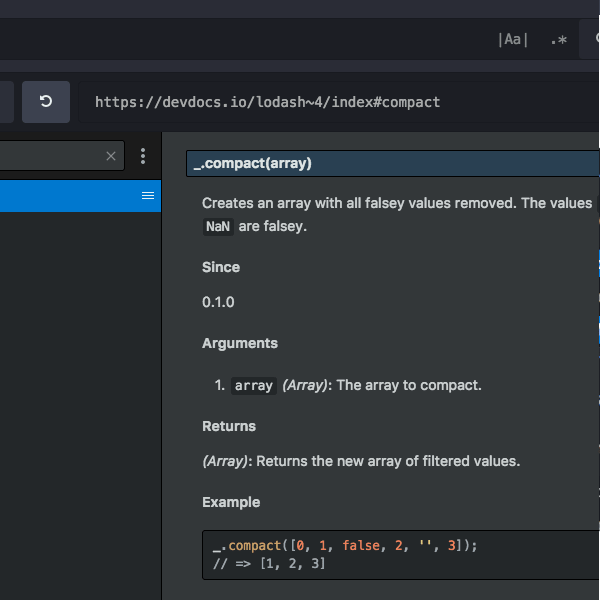 |Aa| .*
https://devdocs.io/lodash~4/index#compact
_.compact(array)
Creates an array with all falsey values removed. The values
NaN are falsey.
Since
0.1.0
Arguments
1. array (Array): The array to compact.
Returns
(Array): Returns the new array of filtered values.
Example
_.compact([0, 1, false, 2, '', 3]);
// => [1, 2, 3]